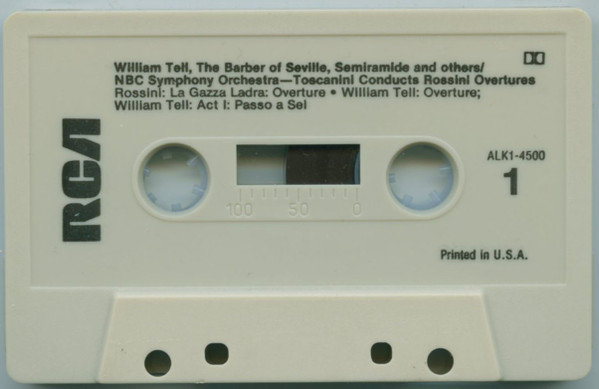 William Tell, The Barber of Seville, Semiramide and others/
NBC Symphony Orchestra—Toscanini Conducts Rossini Overtures
Rossini: La Gazza Ladra: Overture • William Tell: Overture;
William Tell: Act I: Passo a Sei
RCA
ALK1-4500
1
100 50 0
Printed in U.S.A.